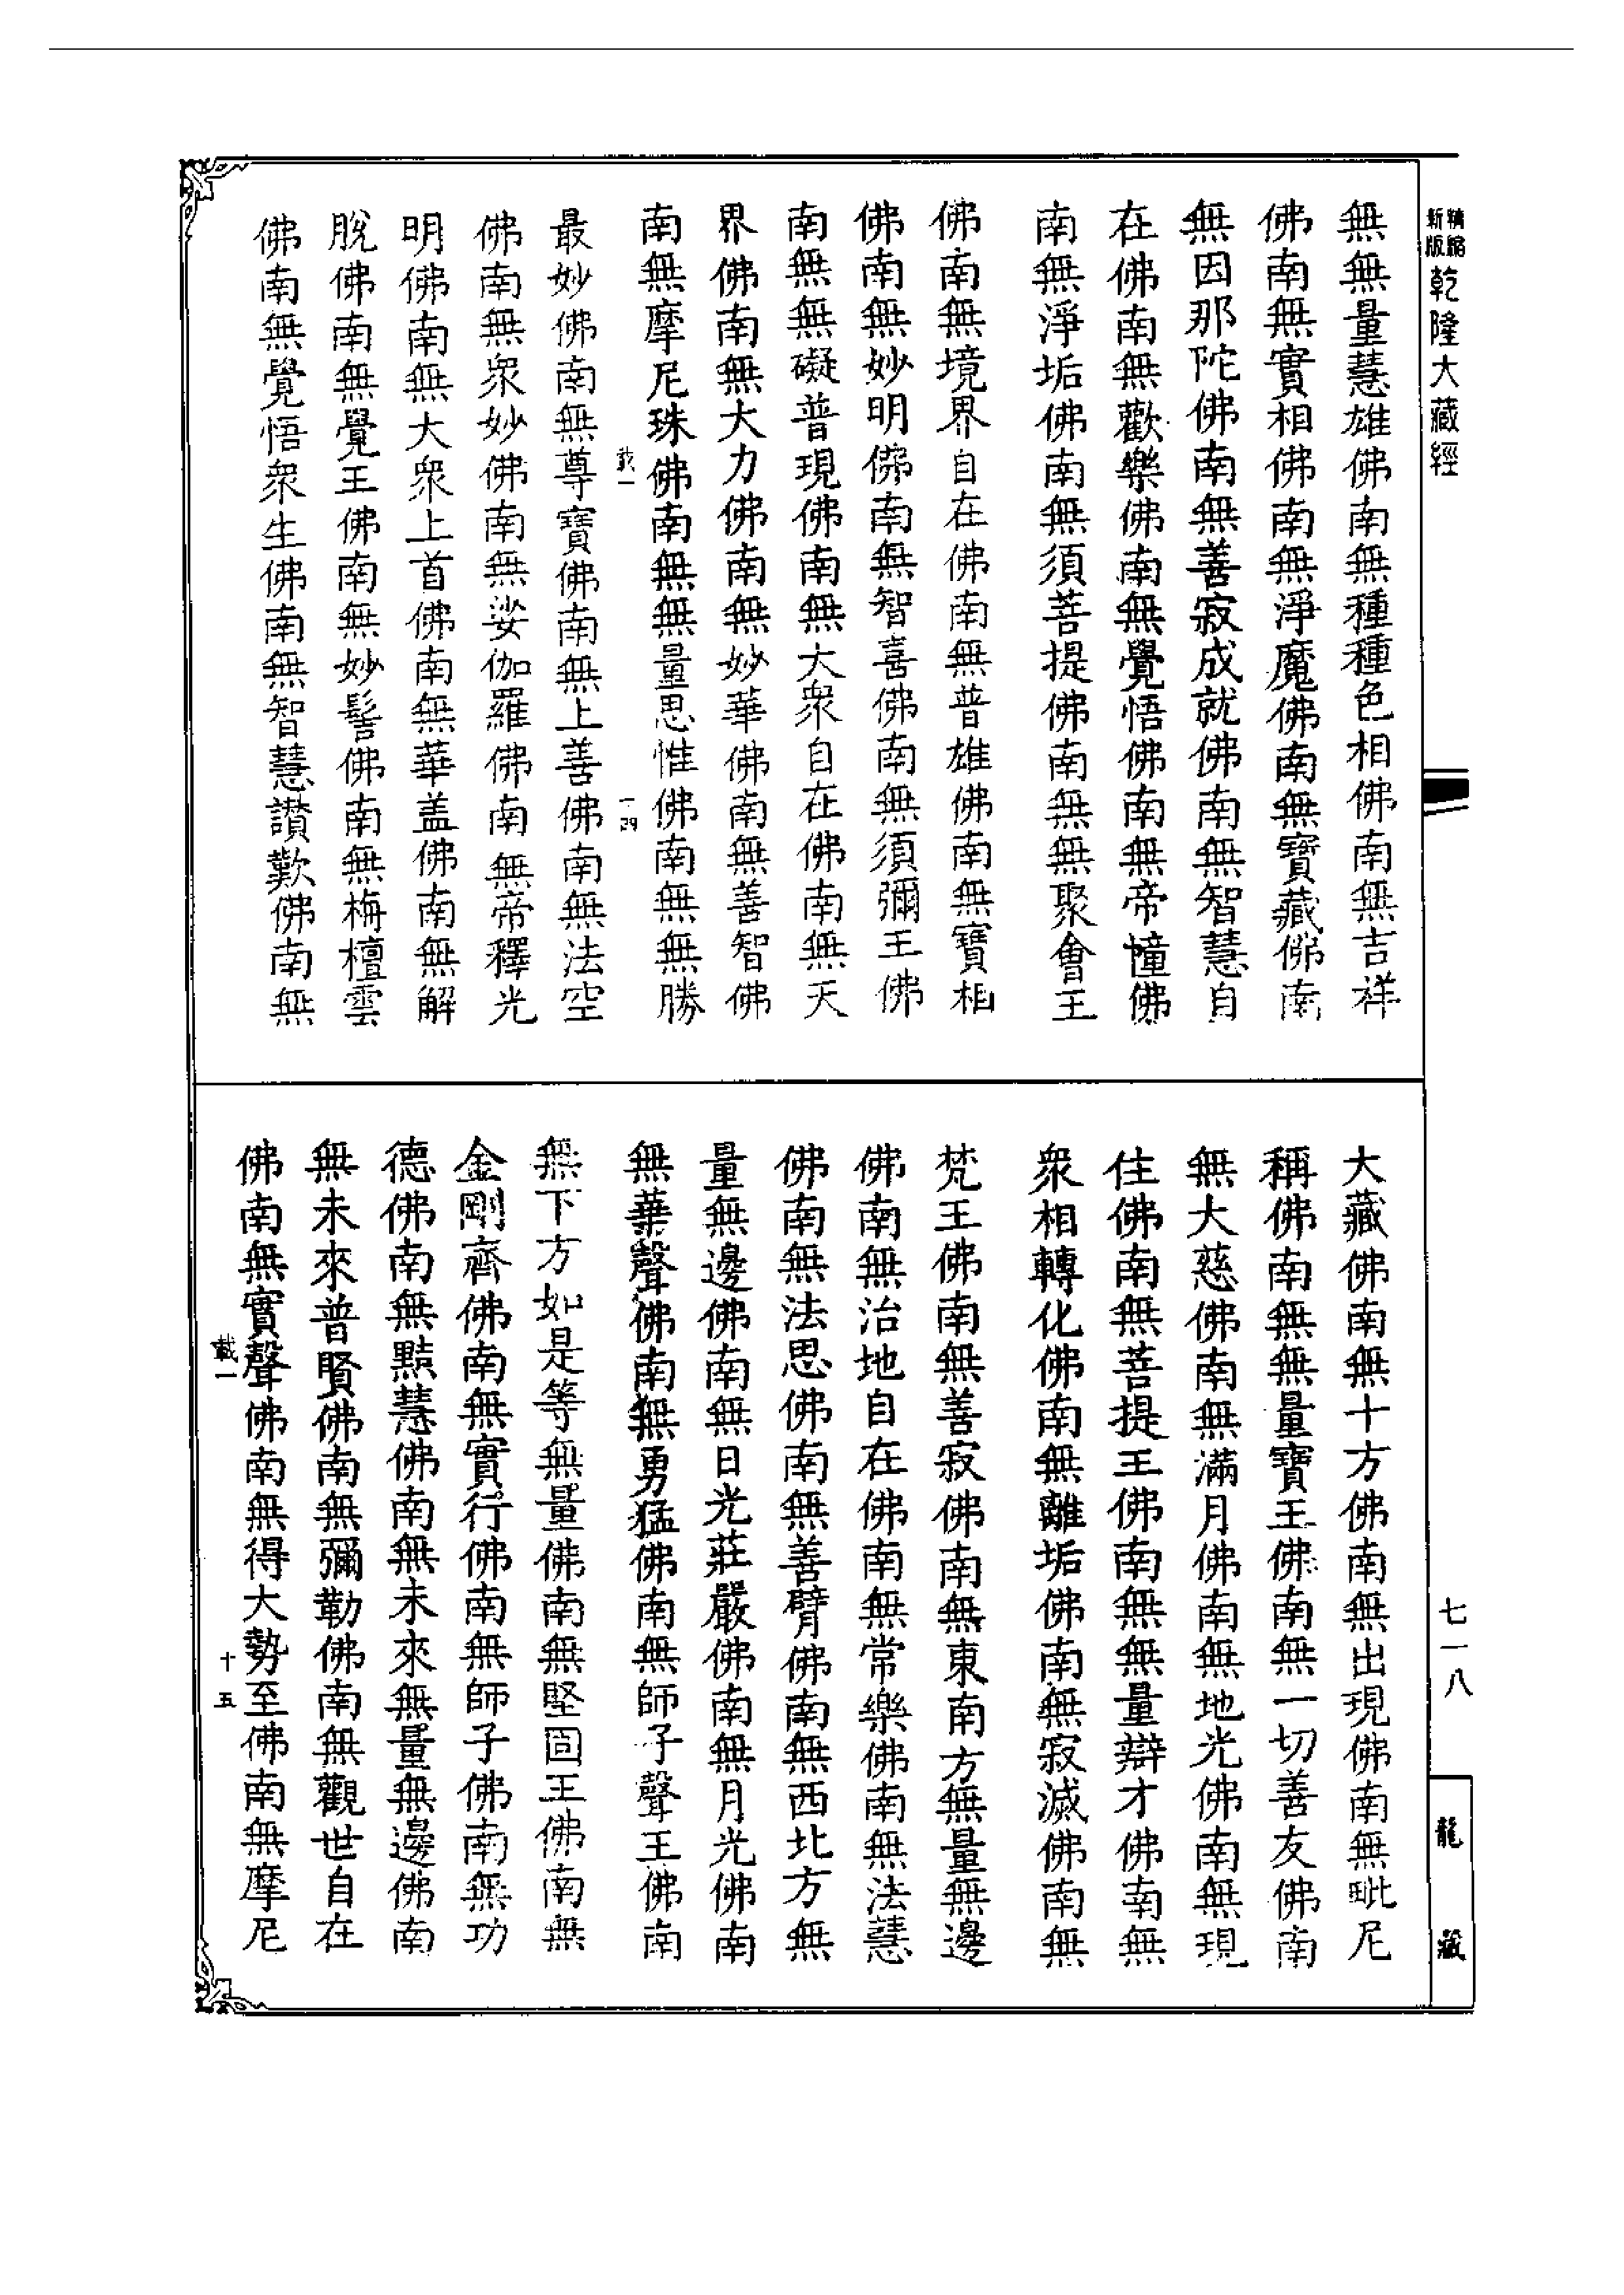 精縮
新版
乾隆大藏經
無無量慧雄佛南無種種色相佛南無吉祥
佛南無實相佛南無淨魔佛南無寶藏佛南
無因那陀佛南無善寂成就佛南無智慧自
在佛南無歡樂佛南無覺悟佛南無帝幢佛
南無淨垢佛南無須菩提佛南無無聚會王
佛南無境界自在佛南無普雄佛南無寶相
佛南無妙明佛南無智喜佛南無須彌王佛
南無無礙普現佛南無大衆自在佛南無天
界佛南無大力佛南無妙華佛南無善智佛
南無摩尼珠佛南無無量思惟佛南無無勝
載一
一四
最妙佛南無尊寶佛南無上善佛南無法空
佛南無衆妙佛南無娑伽羅佛南無帝釋光
明佛南無大衆上首佛南無華盖佛南無解
脫佛南無覺王佛南無妙髻佛南無栴檀雲
佛南無覺悟衆生佛南無智慧讚歎佛南無
大藏佛南無十方佛南無出現佛南無毗尼
稱佛南無無量寶王佛南無一切善友佛南
無大慈佛南無滿月佛南無地光佛南無現
住佛南無菩提王佛南無無量辯才佛南無
衆相轉化佛南無離垢佛南無寂滅佛南無
梵王佛南無善寂佛南無東南方無量無邊
佛南無治地自在佛南無常樂佛南無法慧
佛南無法思佛南無善臂佛南無西北方無
量無邊佛南無日光莊嚴佛南無月光佛南
無華聲佛南無勇猛佛南無師子聲王佛南
無下方如是等無量佛南無堅固王佛南無
金剛齊佛南無實行佛南無師子佛南無功
德佛南無黠慧佛南無未來無量無邊佛南
無未來普賢佛南無彌勒佛南無觀世自在
佛南無實聲佛南無得大勢至佛南無摩尼
載一
十五
七一八
龍藏